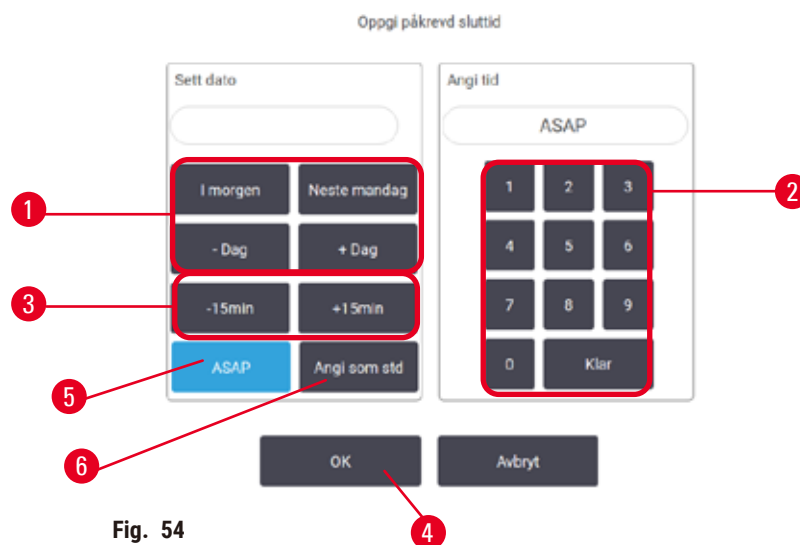 Oppgi påkrevd sluttid
Sett dato
Angi tid
ASAP
I morgen Neste mandag
- Dag + Dag
-15min +15min
ASAP Angi som std
1 2 3
4 5 6
7 8 9
0 Klar
OK Avbryt
1
2
3
5
6
4
Fig. 54